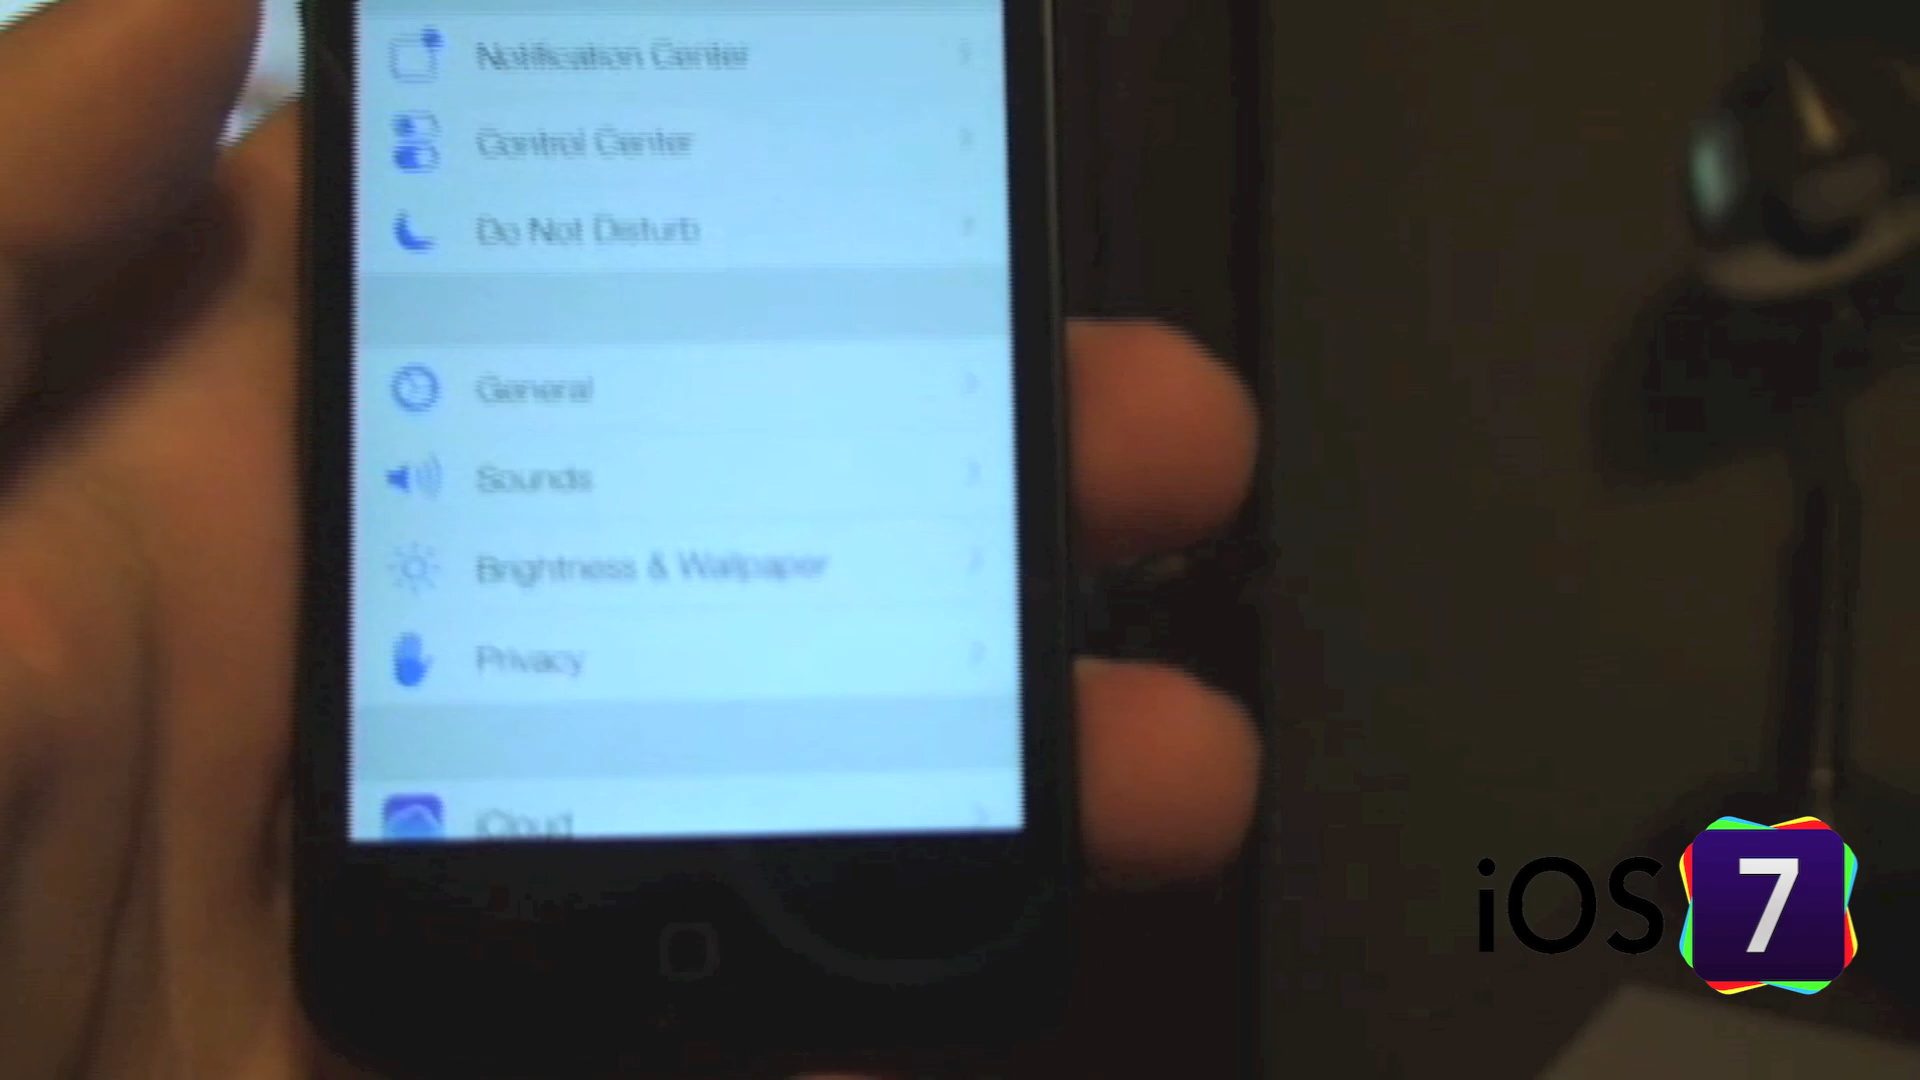 Notification Center
Control Center
Do Not Disturb
General
Sounds
Brightness & Wallpaper
Privacy
iCloud
iOS 7